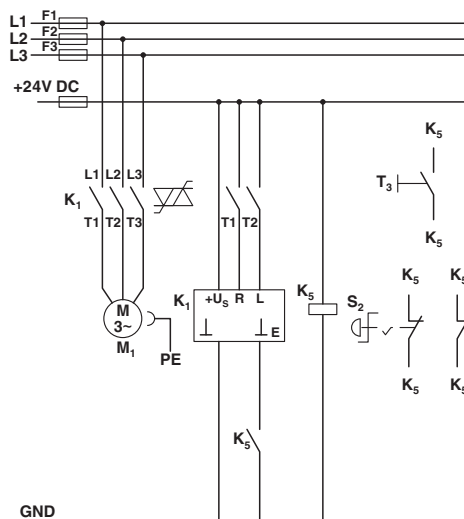 L1 F1
L2 F2
L3 F3
+24V DC
K5
L1 L2 L3
T3
K1
T1 T2 T3
T1 T2
K5
K1 +US R L
K5
S2
K5 K5
M
3~
E
M1
PE
K5 K5
K5
GND